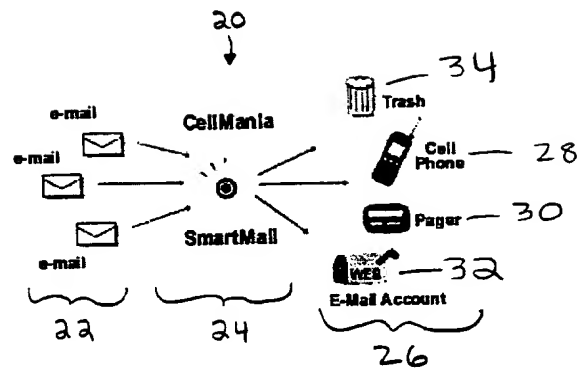 20
34
Trash
e-mail
CellMania
Cell
Phone
28
e-mail
Pager
30
SmartMail
e-mail
WEB
32
E-Mail Account
22
24
26